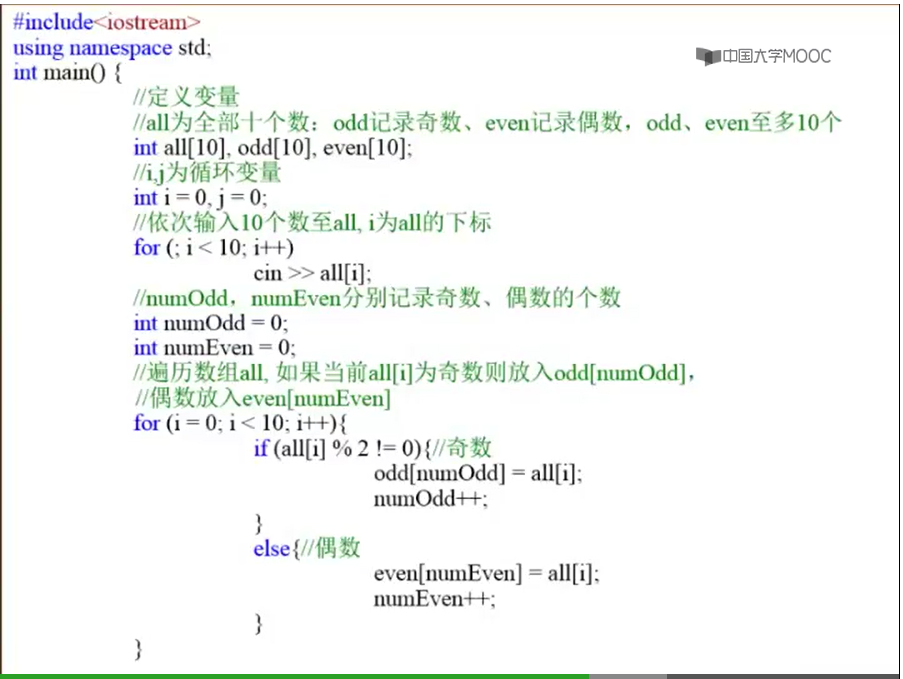 #include<iostream>
using namespace std;
中国大学MOOC
int main() {
//定义变量
//all为全部十个数：odd记录奇数、even记录偶数，odd、even至多10个
int all[10], odd[10], even[10];
//i,j为循环变量
int i = 0, j = 0;
//依次输入10个数至all, i为all的下标
for (; i < 10; i++)
cin >> all[i];
//numOdd，numEven分别记录奇数、偶数的个数
int numOdd = 0;
int numEven = 0;
//遍历数组all, 如果当前all[i]为奇数则放入odd[numOdd]，
//偶数放入even[numEven]
for (i = 0; i < 10; i++){
if (all[i] % 2 != 0){//奇数
odd[numOdd] = all[i];
numOdd++;
}
else{//偶数
even[numEven] = all[i];
numEven++;
}
}